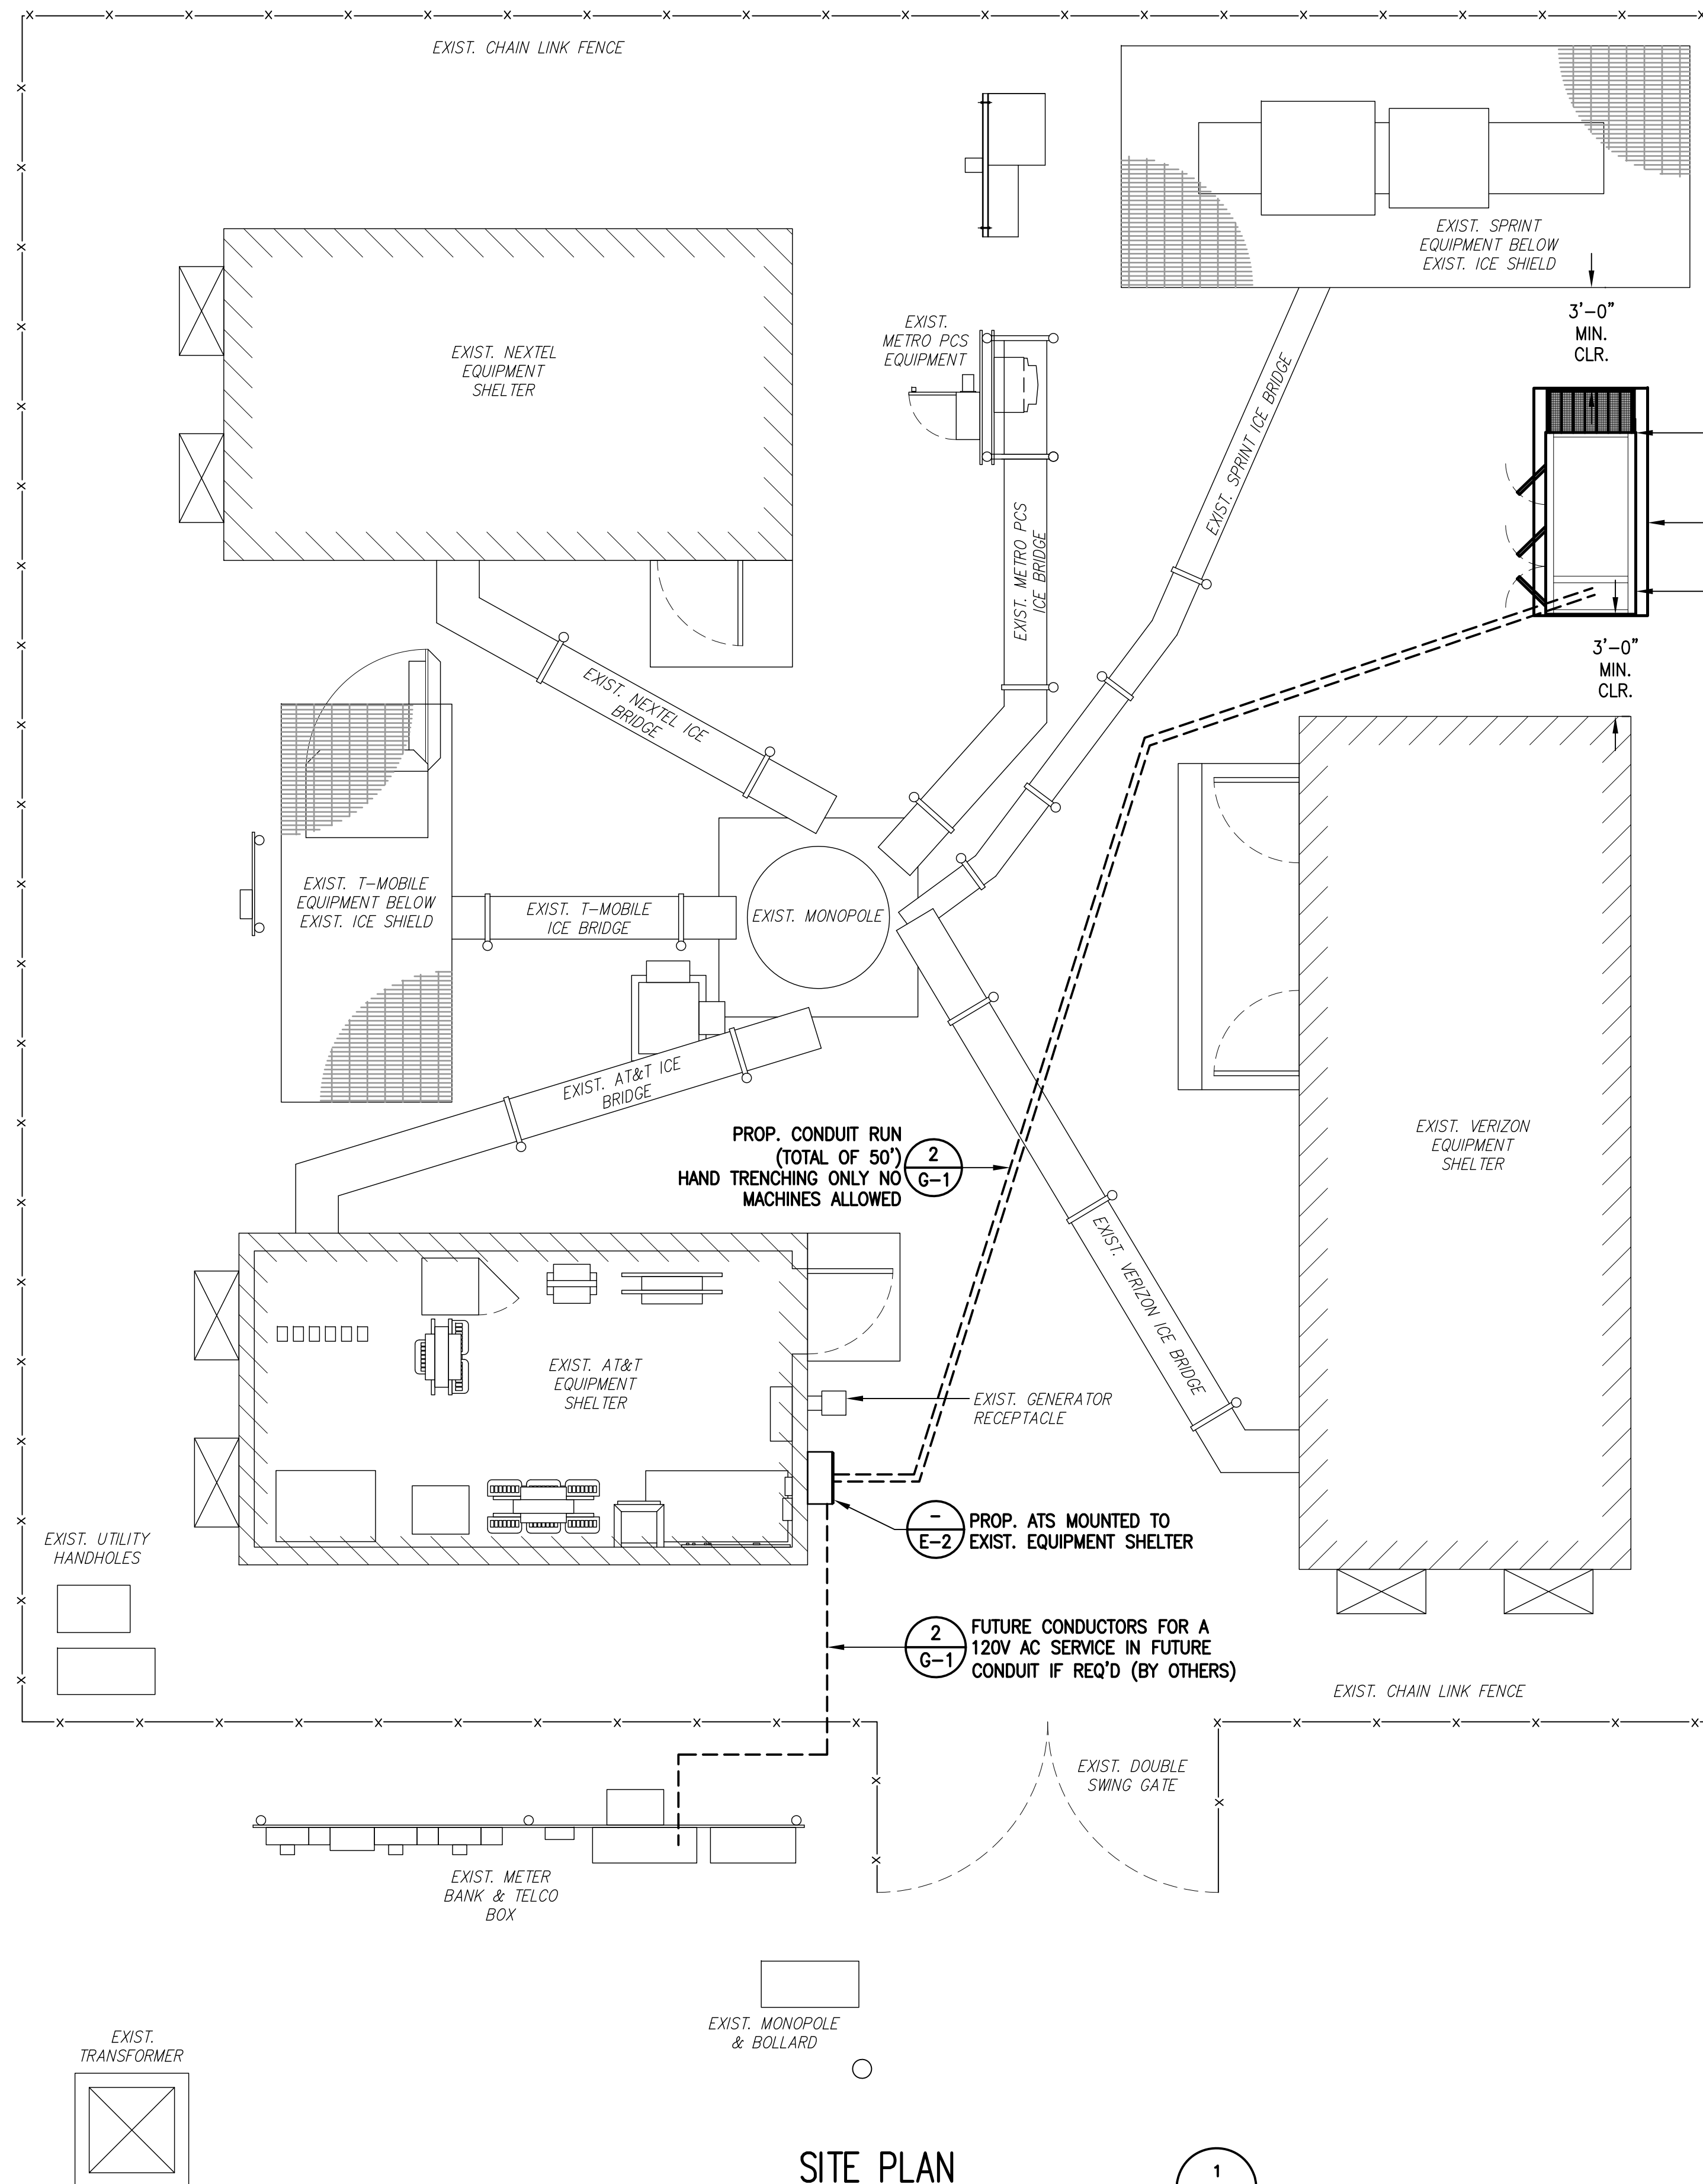 EXIST. CHAIN LINK FENCE
EXIST. SPRINT
EQUIPMENT BELOW
EXIST. ICE SHIELD
3'-0"
MIN.
CLR.
EXIST.
METRO PCS
EQUIPMENT
EXIST. NEXTEL
EQUIPMENT
SHELTER
EXIST. SPRINT ICE BRIDGE
EXIST. METRO PCS
ICE BRIDGE
3'-0"
MIN.
CLR.
EXIST. NEXTEL ICE
BRIDGE
EXIST. T-MOBILE
EQUIPMENT BELOW
EXIST. ICE SHIELD
EXIST. T-MOBILE
ICE BRIDGE
EXIST. MONOPOLE
EXIST. AT&T ICE
BRIDGE
PROP. CONDUIT RUN
(TOTAL OF 50')
HAND TRENCHING ONLY NO
MACHINES ALLOWED
2
G-1
EXIST. VERIZON
EQUIPMENT
SHELTER
EXIST. VERIZON ICE BRIDGE
EXIST. AT&T
EQUIPMENT
SHELTER
EXIST. GENERATOR
RECEPTACLE
-
E-2
PROP. ATS MOUNTED TO
EXIST. EQUIPMENT SHELTER
EXIST. UTILITY
HANDHOLES
2
G-1
FUTURE CONDUCTORS FOR A
120V AC SERVICE IN FUTURE
CONDUIT IF REQ'D (BY OTHERS)
EXIST. CHAIN LINK FENCE
EXIST. DOUBLE
SWING GATE
EXIST. METER
BANK & TELCO
BOX
EXIST. MONOPOLE
& BOLLARD
EXIST.
TRANSFORMER
SITE PLAN
1